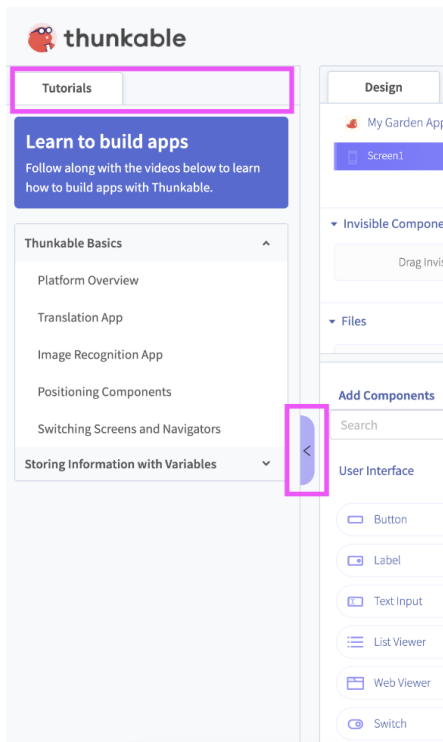 thunkable
Tutorials
Learn to build apps
Follow along with the videos below to learn
how to build apps with Thunkable.
Thunkable Basics
Platform Overview
Translation App
Image Recognition App
Positioning Components
Switching Screens and Navigators
Storing Information with Variables
Design
My Garden App
Screen1
Invisible Compone
Drag Invis
Files
Add Components
Search
User Interface
Button
Label
Text Input
List Viewer
Web Viewer
Switch